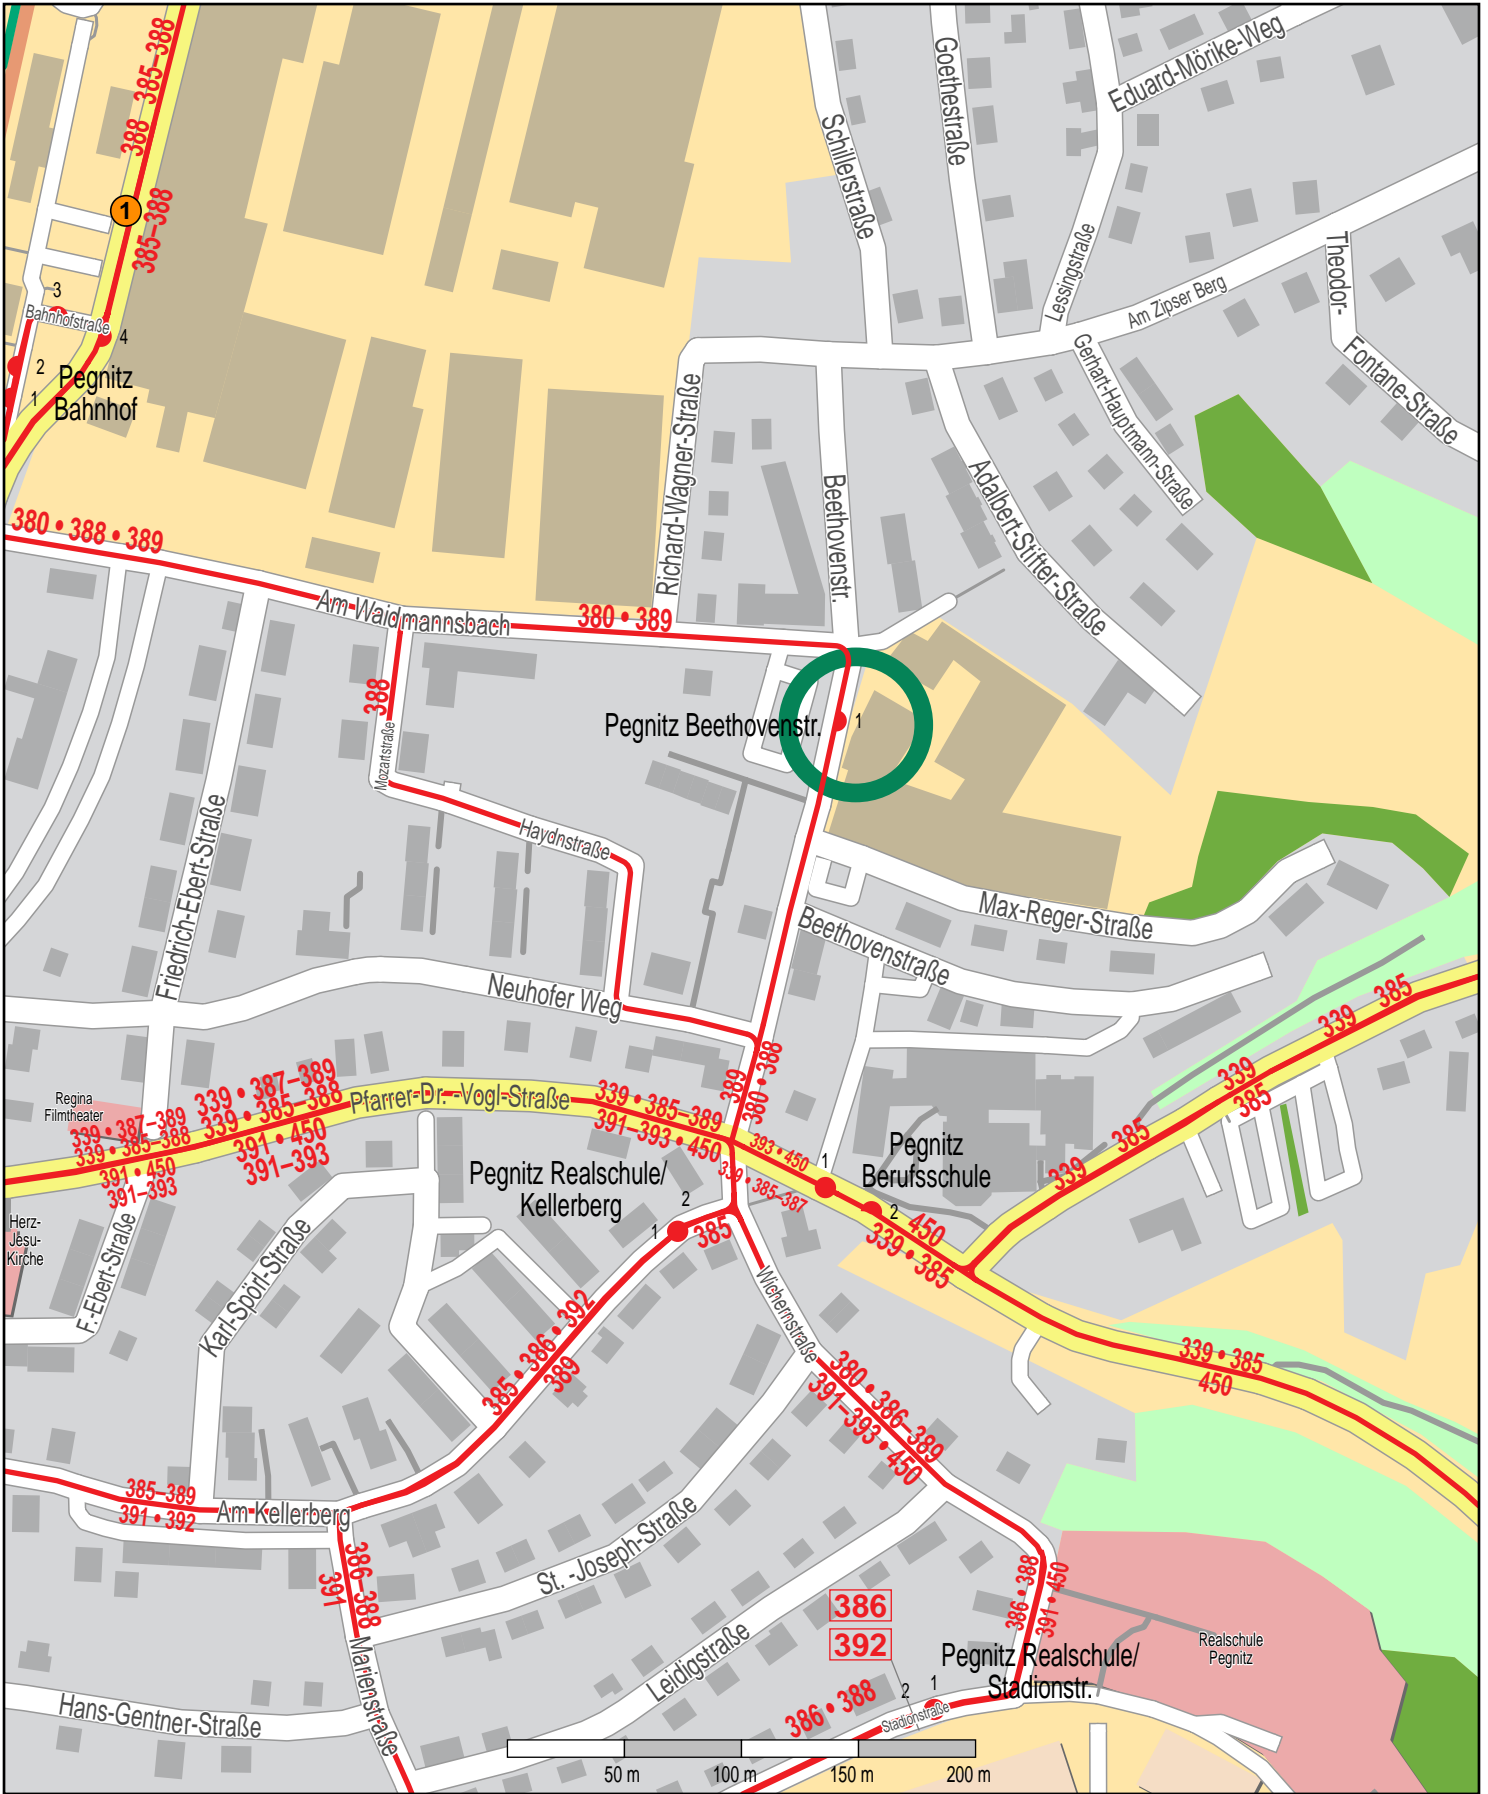 385–388
388
1
385–388
3
Bahnhofstraße
4
2
1
Pegnitz
Bahnhof
Schillerstraße
Goethestraße
Eduard-Mörike-Weg
Lessingstraße
Am Zipser Berg
Theodor-
Fontane-Straße
Gerhart-Hauptmann-Straße
Richard-Wagner-Straße
Beethovenstr.
Adalbert-Stifter-Straße
380 • 388 • 389
Am Waidmannsbach
380 • 389
388
Mozartstraße
Pegnitz Beethovenstr.
1
Haydnstraße
Friedrich-Ebert-Straße
Max-Reger-Straße
Beethovenstraße
Neuhofer Weg
339
385
339
385
385
339
389
380 • 388
Regina
Filmtheater
339 • 387–389
339 • 385–388
391 • 450
391–393
339 • 387–389
339 • 385–388
391 • 450
391–393
Pfarrer-Dr.-Vogl-Straße
339 • 385–389
391–393 • 450
393 • 450
339 • 385–387
1
Pegnitz
Berufsschule
2
450
339 • 385
Pegnitz Realschule/
Kellerberg
2
1
385
Herz-
Jesu-
Kirche
F.-Ebert-Straße
Karl-Spörl-Straße
Wichernstraße
385 • 386 • 392
389
380 • 386–389
391–393 • 450
339 • 385
450
385–389
391 • 392
Am Kellerberg
386–388
391
St. -Joseph-Straße
386 • 388
391 • 450
386
392
Pegnitz Realschule/
Stadionstr.
Realschule
Pegnitz
Leidigstraße
Marienstraße
Hans-Gentner-Straße
386 • 388
2
1
Stadionstraße
50 m
100 m
150 m
200 m